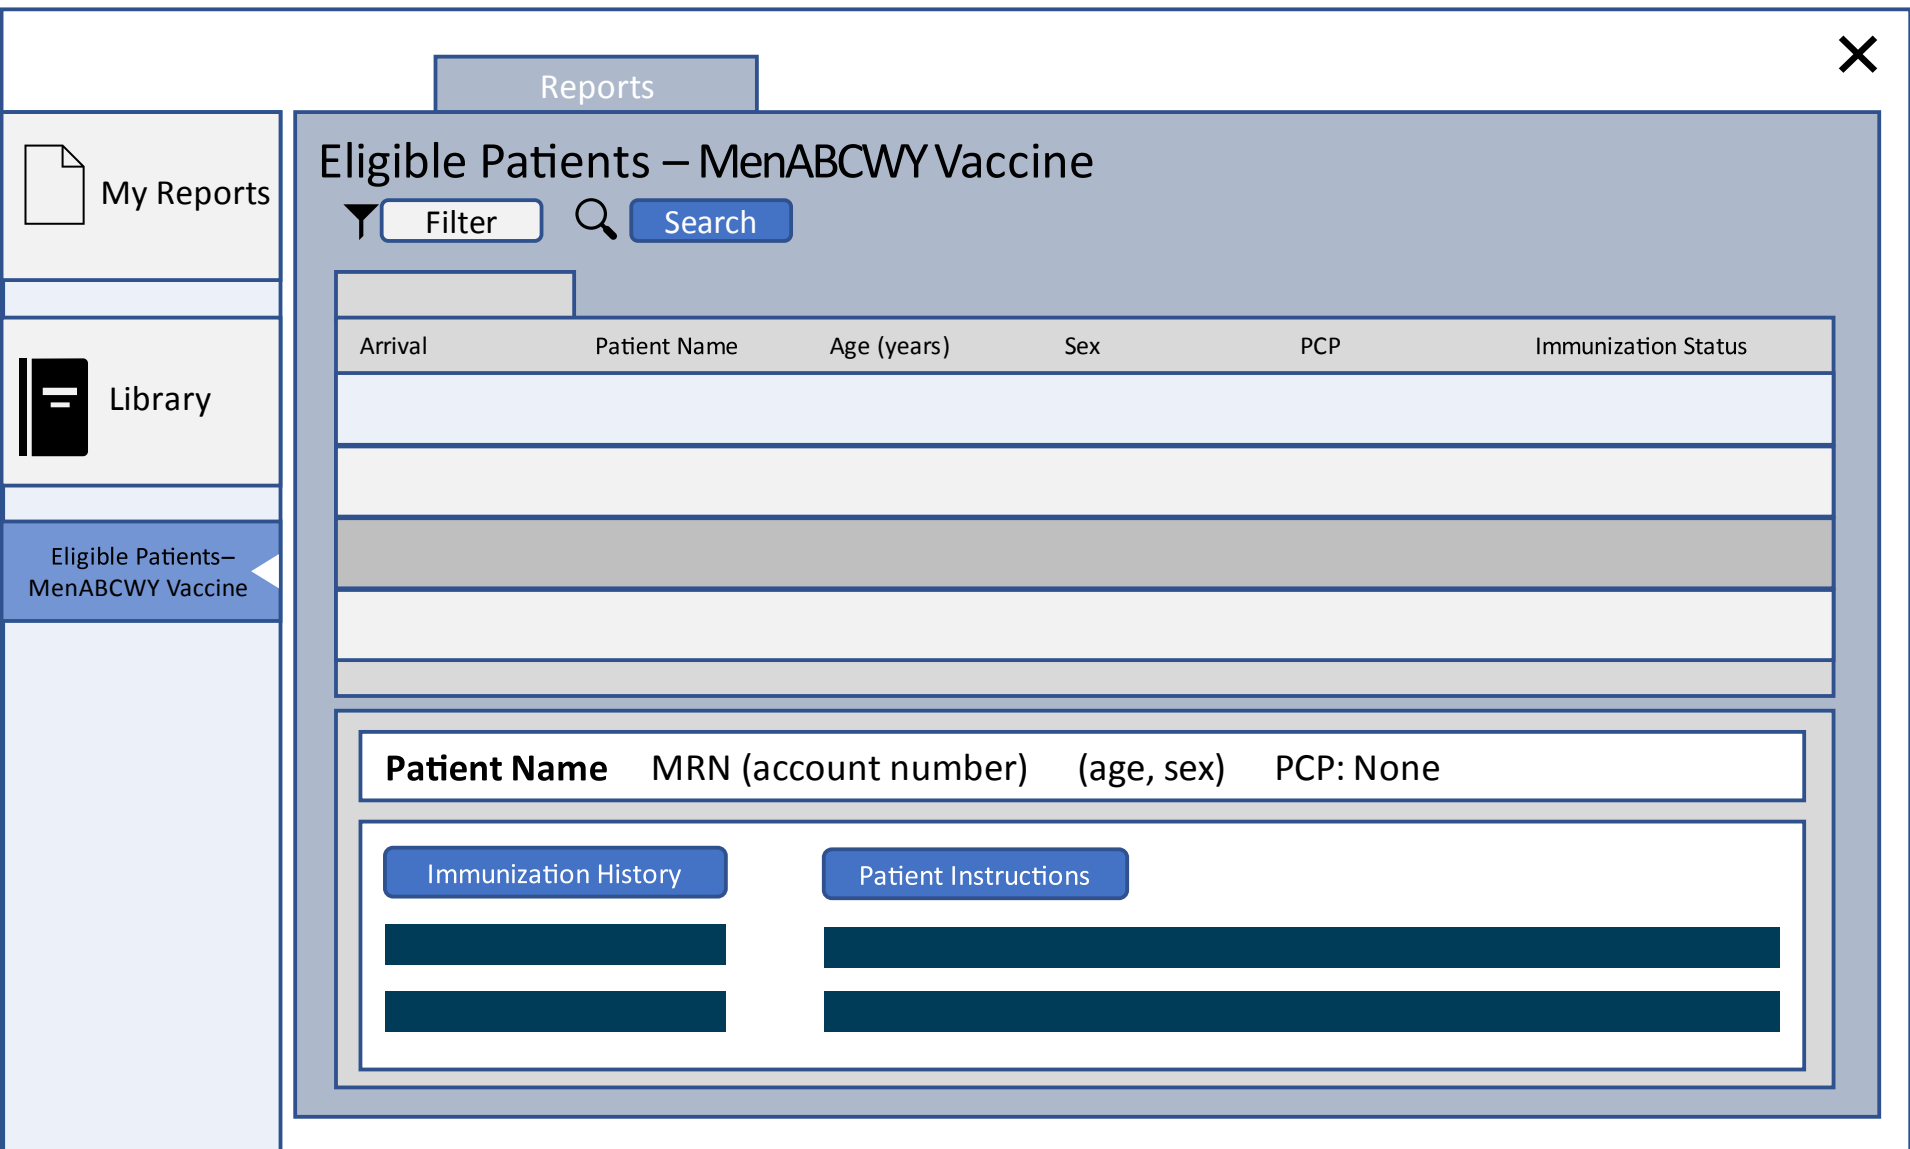 Reports
My Reports
Library
Eligible Patients–
MenABCWY Vaccine
Eligible Patients – MenABCWY Vaccine
Filter
Search
Arrival Patient Name Age (years) Sex PCP Immunization Status
Patient Name MRN (account number) (age, sex) PCP: None
Immunization History
Patient Instructions